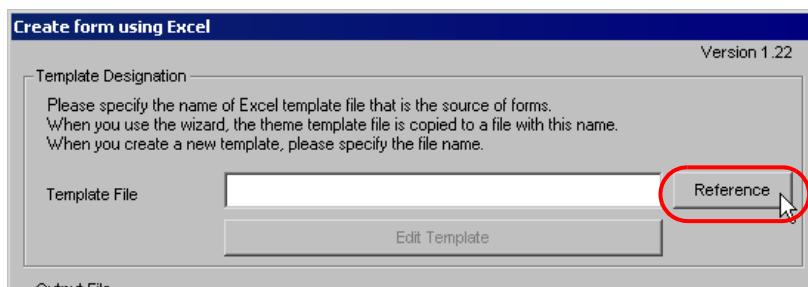 Create form using Excel
Version 1.22
Template Designation
Please specify the name of Excel template file that is the source of forms.
When you use the wizard, the theme template file is copied to a file with this name.
When you create a new template, please specify the file name.
Template File
Reference
Edit Template
Output File